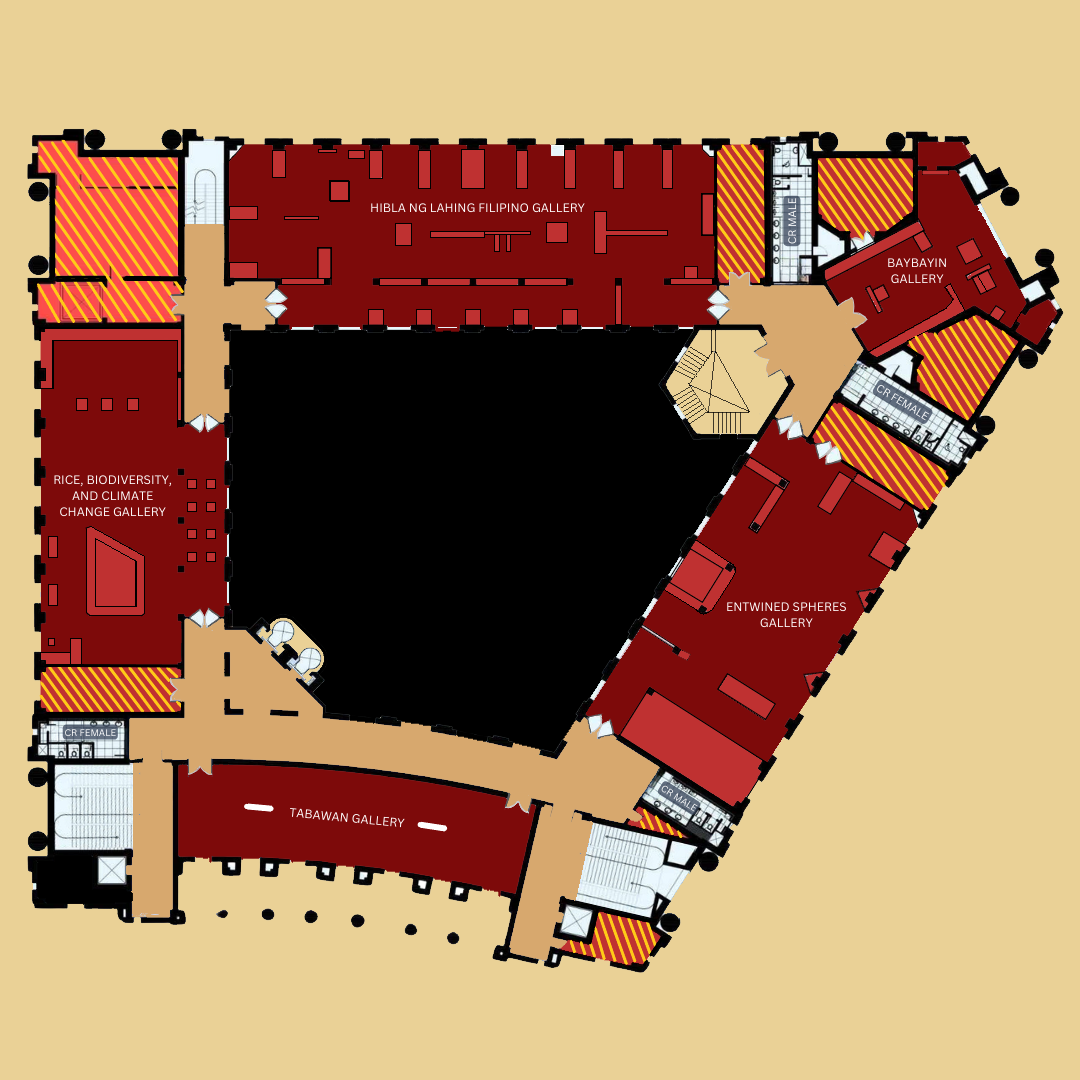 HIBLA NG LAHING FILIPINO GALLERY
CR MALE
BAYBAYIN
GALLERY
CR FEMALE
RICE, BIODIVERSITY,
AND CLIMATE
CHANGE GALLERY
ENTWINED SPHERES
GALLERY
CR FEMALE
CR MALE
TABAWAN GALLERY